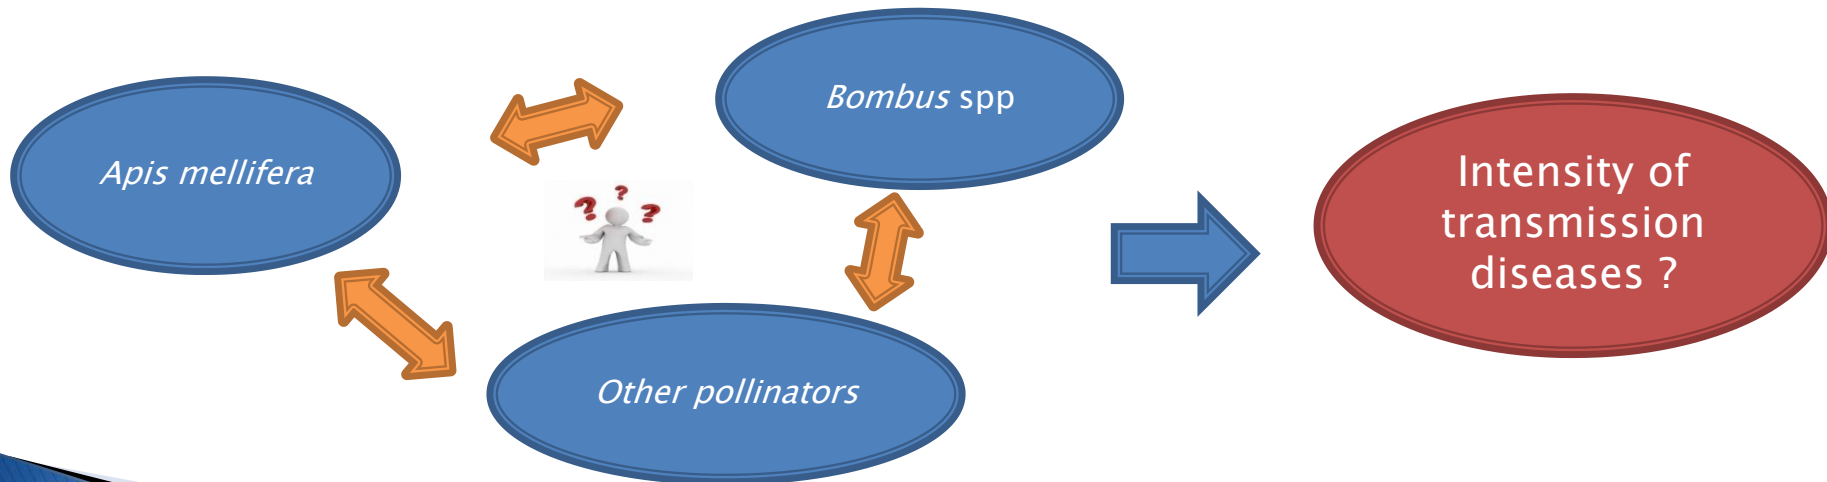 Apis mellifera
Bombus spp
Other pollinators
Intensity of
transmission
diseases ?